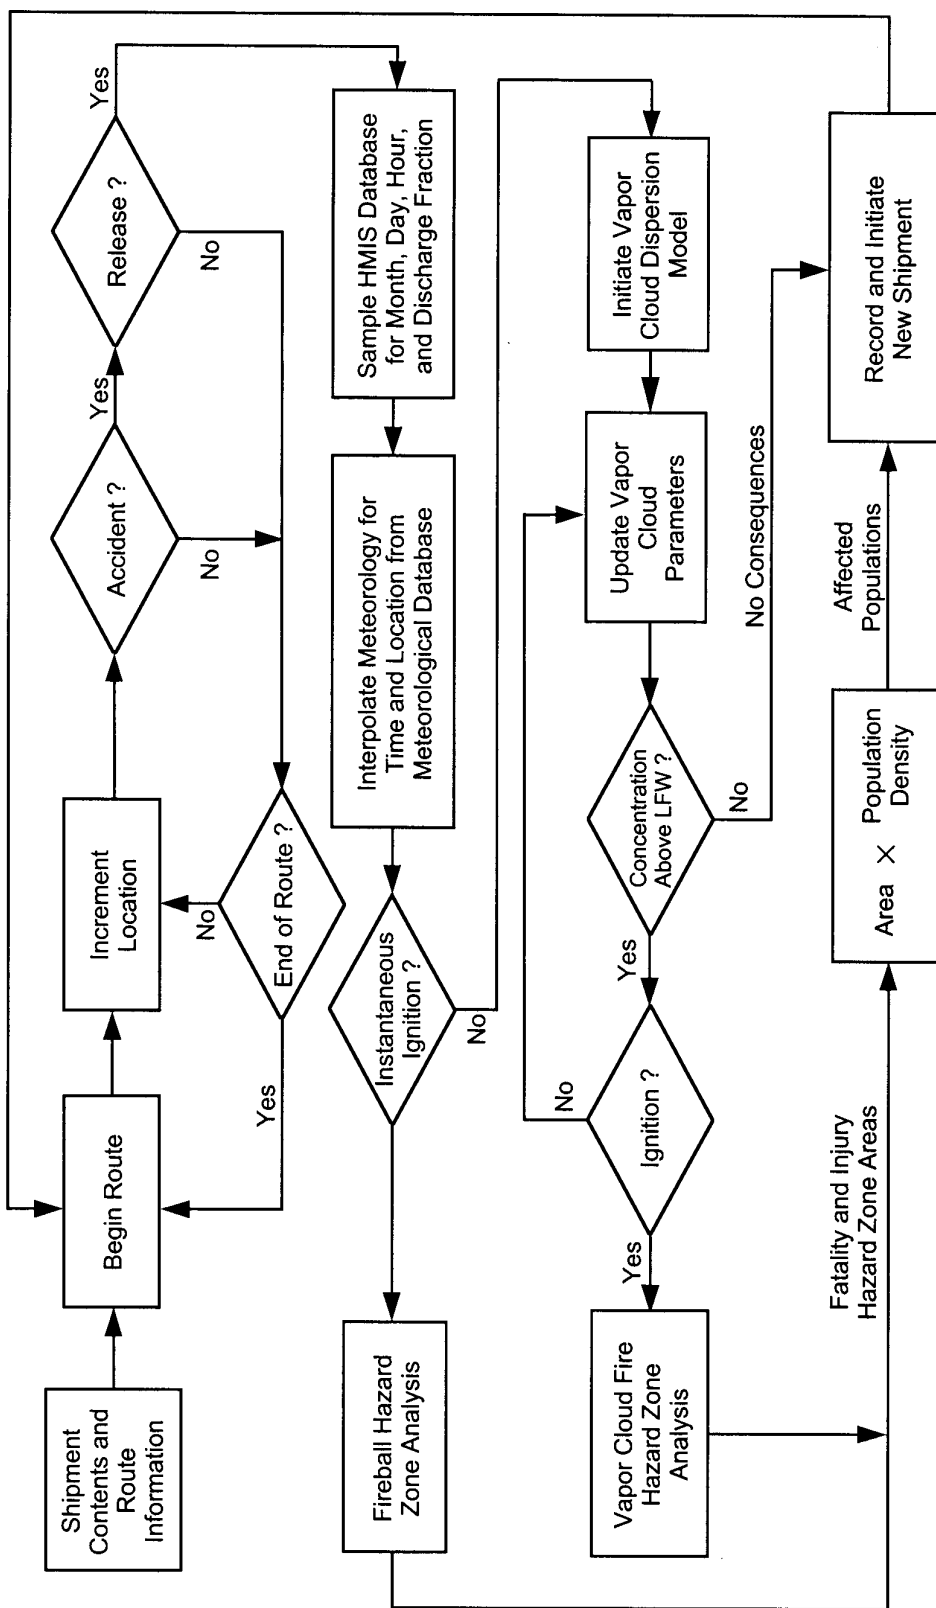 Shipment
Contents and
Route
Information
Begin Route
Increment
Location
Accident ?
Yes
No
Release ?
Yes
No
End of Route ?
No
Yes
Sample HMIS Database
for Month, Day, Hour,
and Discharge Fraction
Interpolate Meteorology for
Time and Location from
Meteorological Database
Instantaneous
Ignition ?
No
Fireball Hazard
Zone Analysis
Initiate Vapor
Cloud Dispersion
Model
Update Vapor
Cloud
Parameters
Concentration
Above LFW ?
Yes
No
No Consequences
Ignition ?
No
Yes
Vapor Cloud Fire
Hazard Zone
Analysis
Fatality and Injury
Hazard Zone Areas
Area × Population
Density
Affected
Populations
Record and Initiate
New Shipment